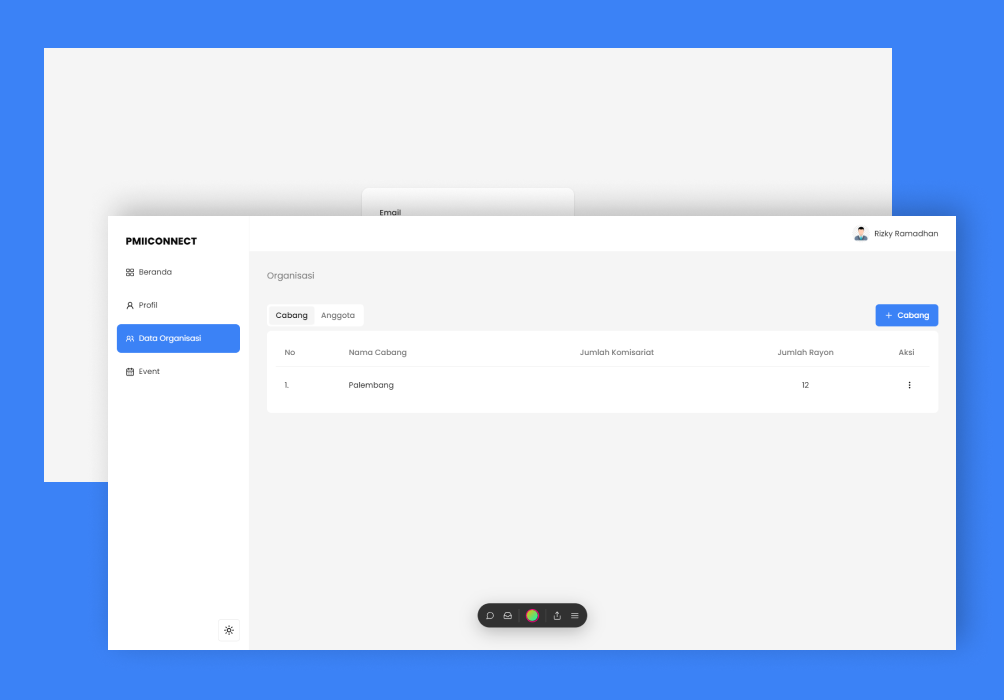 Email
PMIICONNECT
Rizky Ramadhan
Beranda
Profil
Data Organisasi
Event
Organisasi
Cabang Anggota
+ Cabang
No Nama Cabang Jumlah Komisariat Jumlah Rayon Aksi
1. Palembang 12